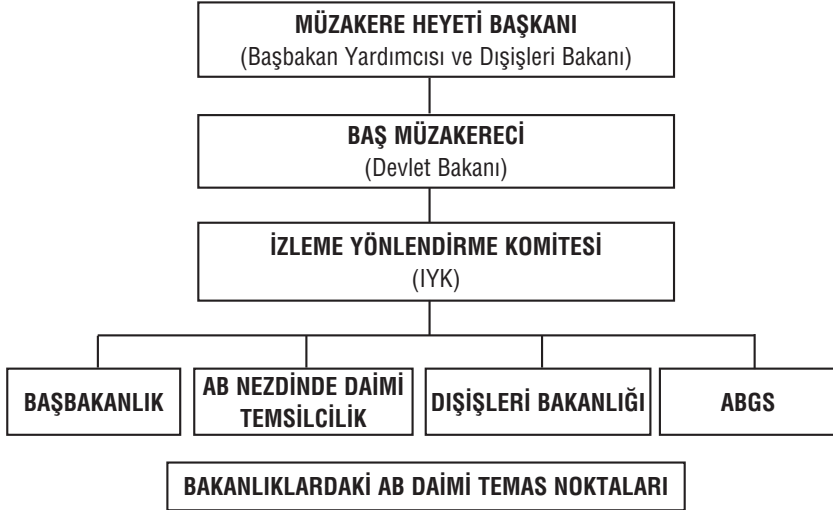 MÜZAKERE HEYETİ BAŞKANI
(Başbakan Yardımcısı ve Dışişleri Bakanı)
BAŞ MÜZAKERECİ
(Devlet Bakanı)
İZLEME YÖNLENDİRME KOMİTESİ
(IYK)
BAŞBAKANLIK
AB NEZDİNDE DAİMİ
TEMSİLCİLİK
DIŞİŞLERİ BAKANLIĞI
ABGS
BAKANLIKLARDAKİ AB DAİMİ TEMAS NOKTALARI